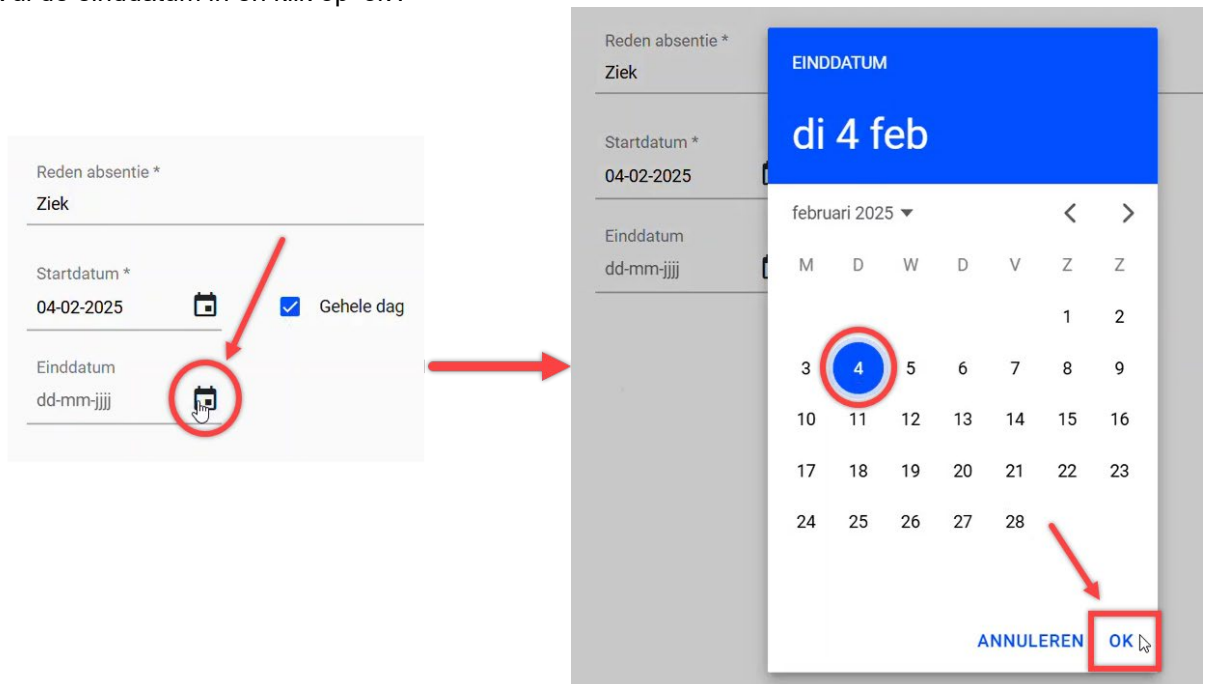 Reden absentie *
Ziek
Startdatum *
04-02-2025
Gehele dag
Einddatum
dd-mm-jjjj
Reden absentie *
Ziek
Startdatum *
04-02-2025
Einddatum
dd-mm-jjjj
EINDDATUM
di 4 feb
februari 2025
M D W D V Z Z
1 2
3 4 5 6 7 8 9
10 11 12 13 14 15 16
17 18 19 20 21 22 23
24 25 26 27 28
ANNULEREN OK